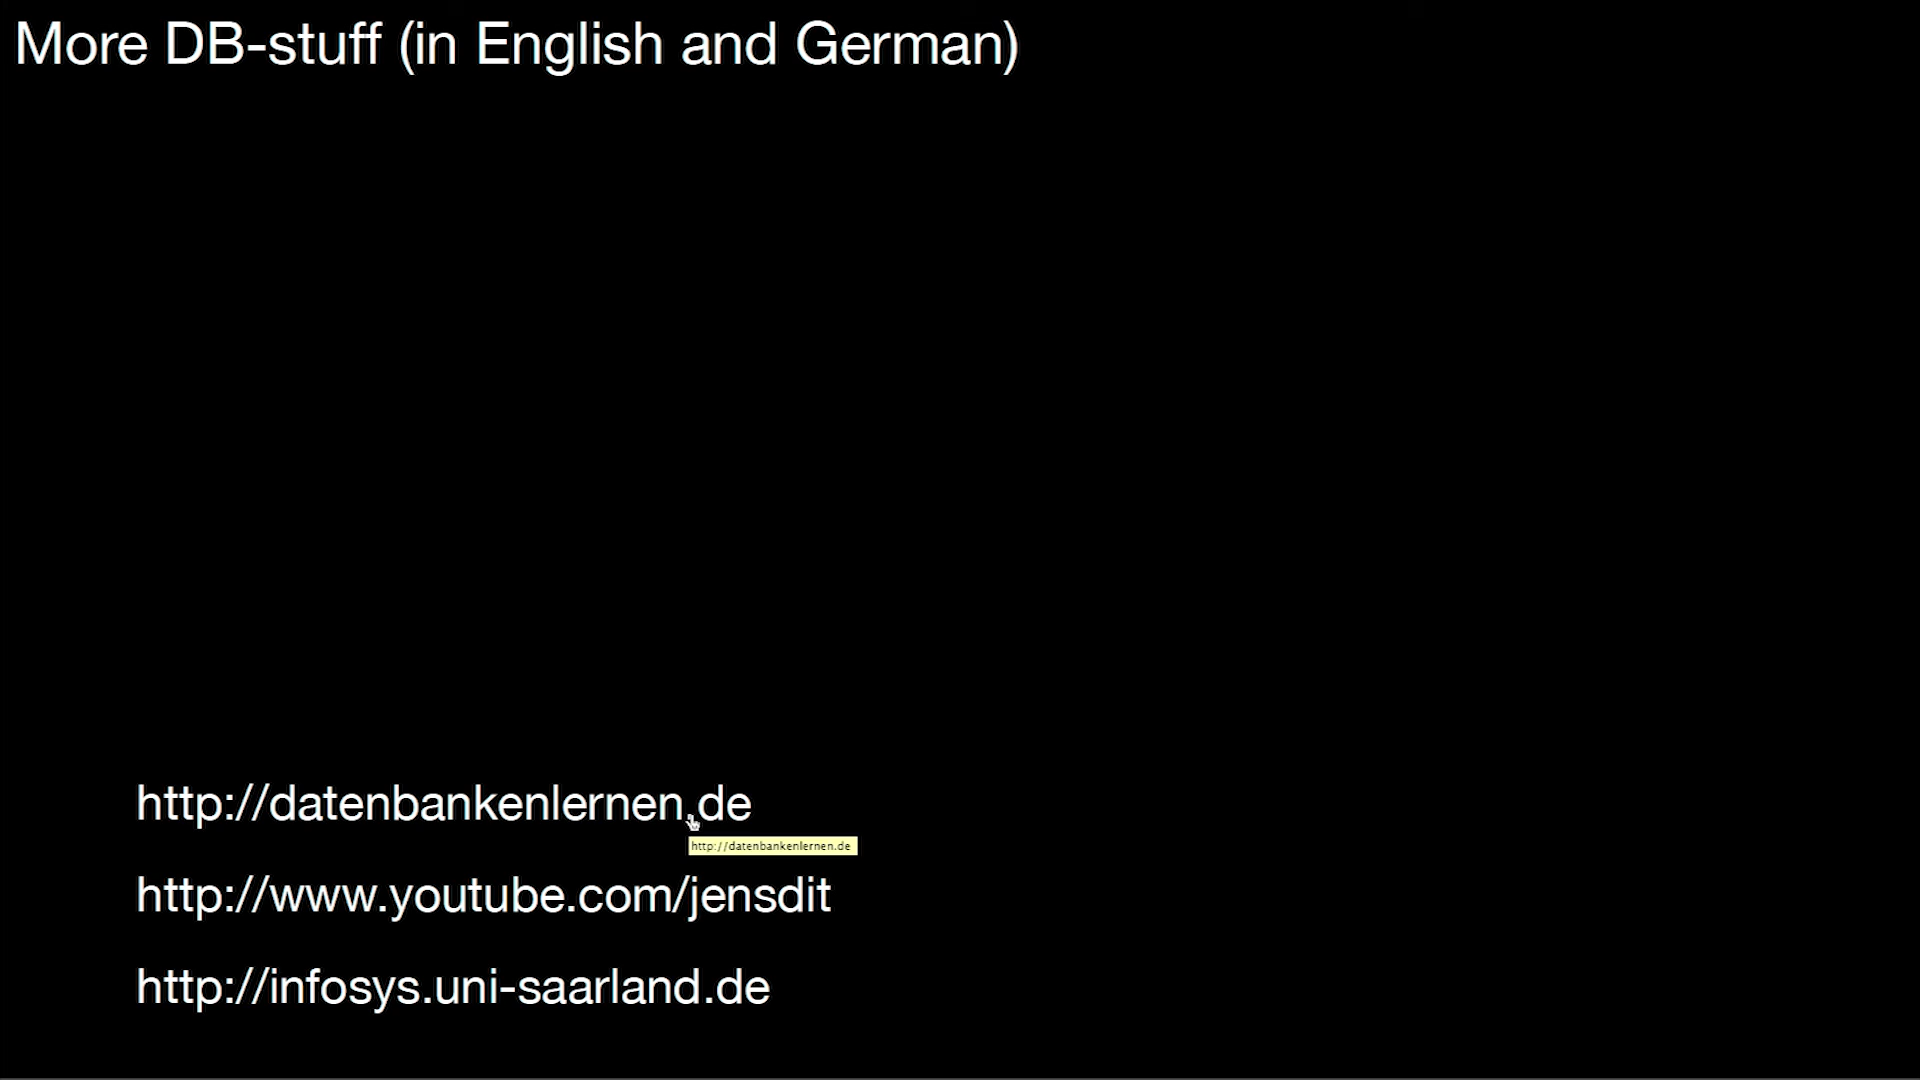 More DB-stuff (in English and German)
http://datenbankenlernen.de
http://datenbankenlernen.de
http://www.youtube.com/jensdit
http://infosys.uni-saarland.de